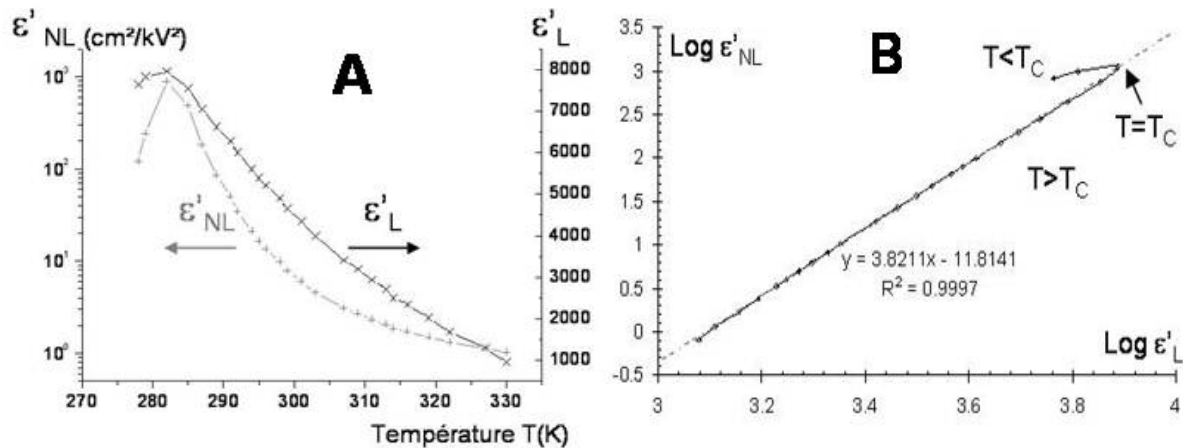 ε' NL (cm²/kV²)
ε'L
A
10³
10²
10¹
10⁰
8000
7000
6000
5000
4000
3000
2000
1000
ε'NL
ε'L
270 280 290 300 310 320 330
Température T(K)
Log ε'NL
B
3.5
3
2.5
2
1.5
1
0.5
0
-0.5
T<TC
T=TC
T>TC
y = 3.8211x - 11.8141
R² = 0.9997
Log ε'L
3 3.2 3.4 3.6 3.8 4